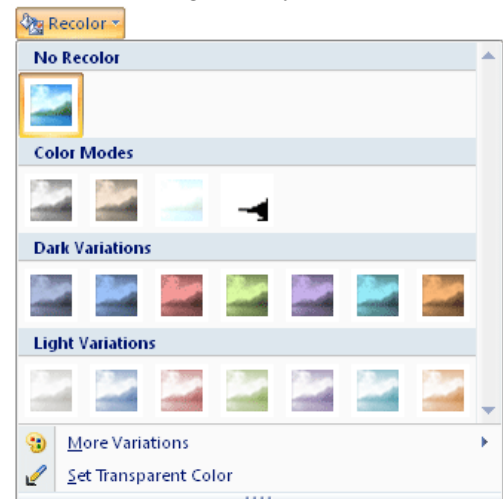 Recolor
No Recolor
Color Modes
Dark Variations
Light Variations
More Variations
Set Transparent Color